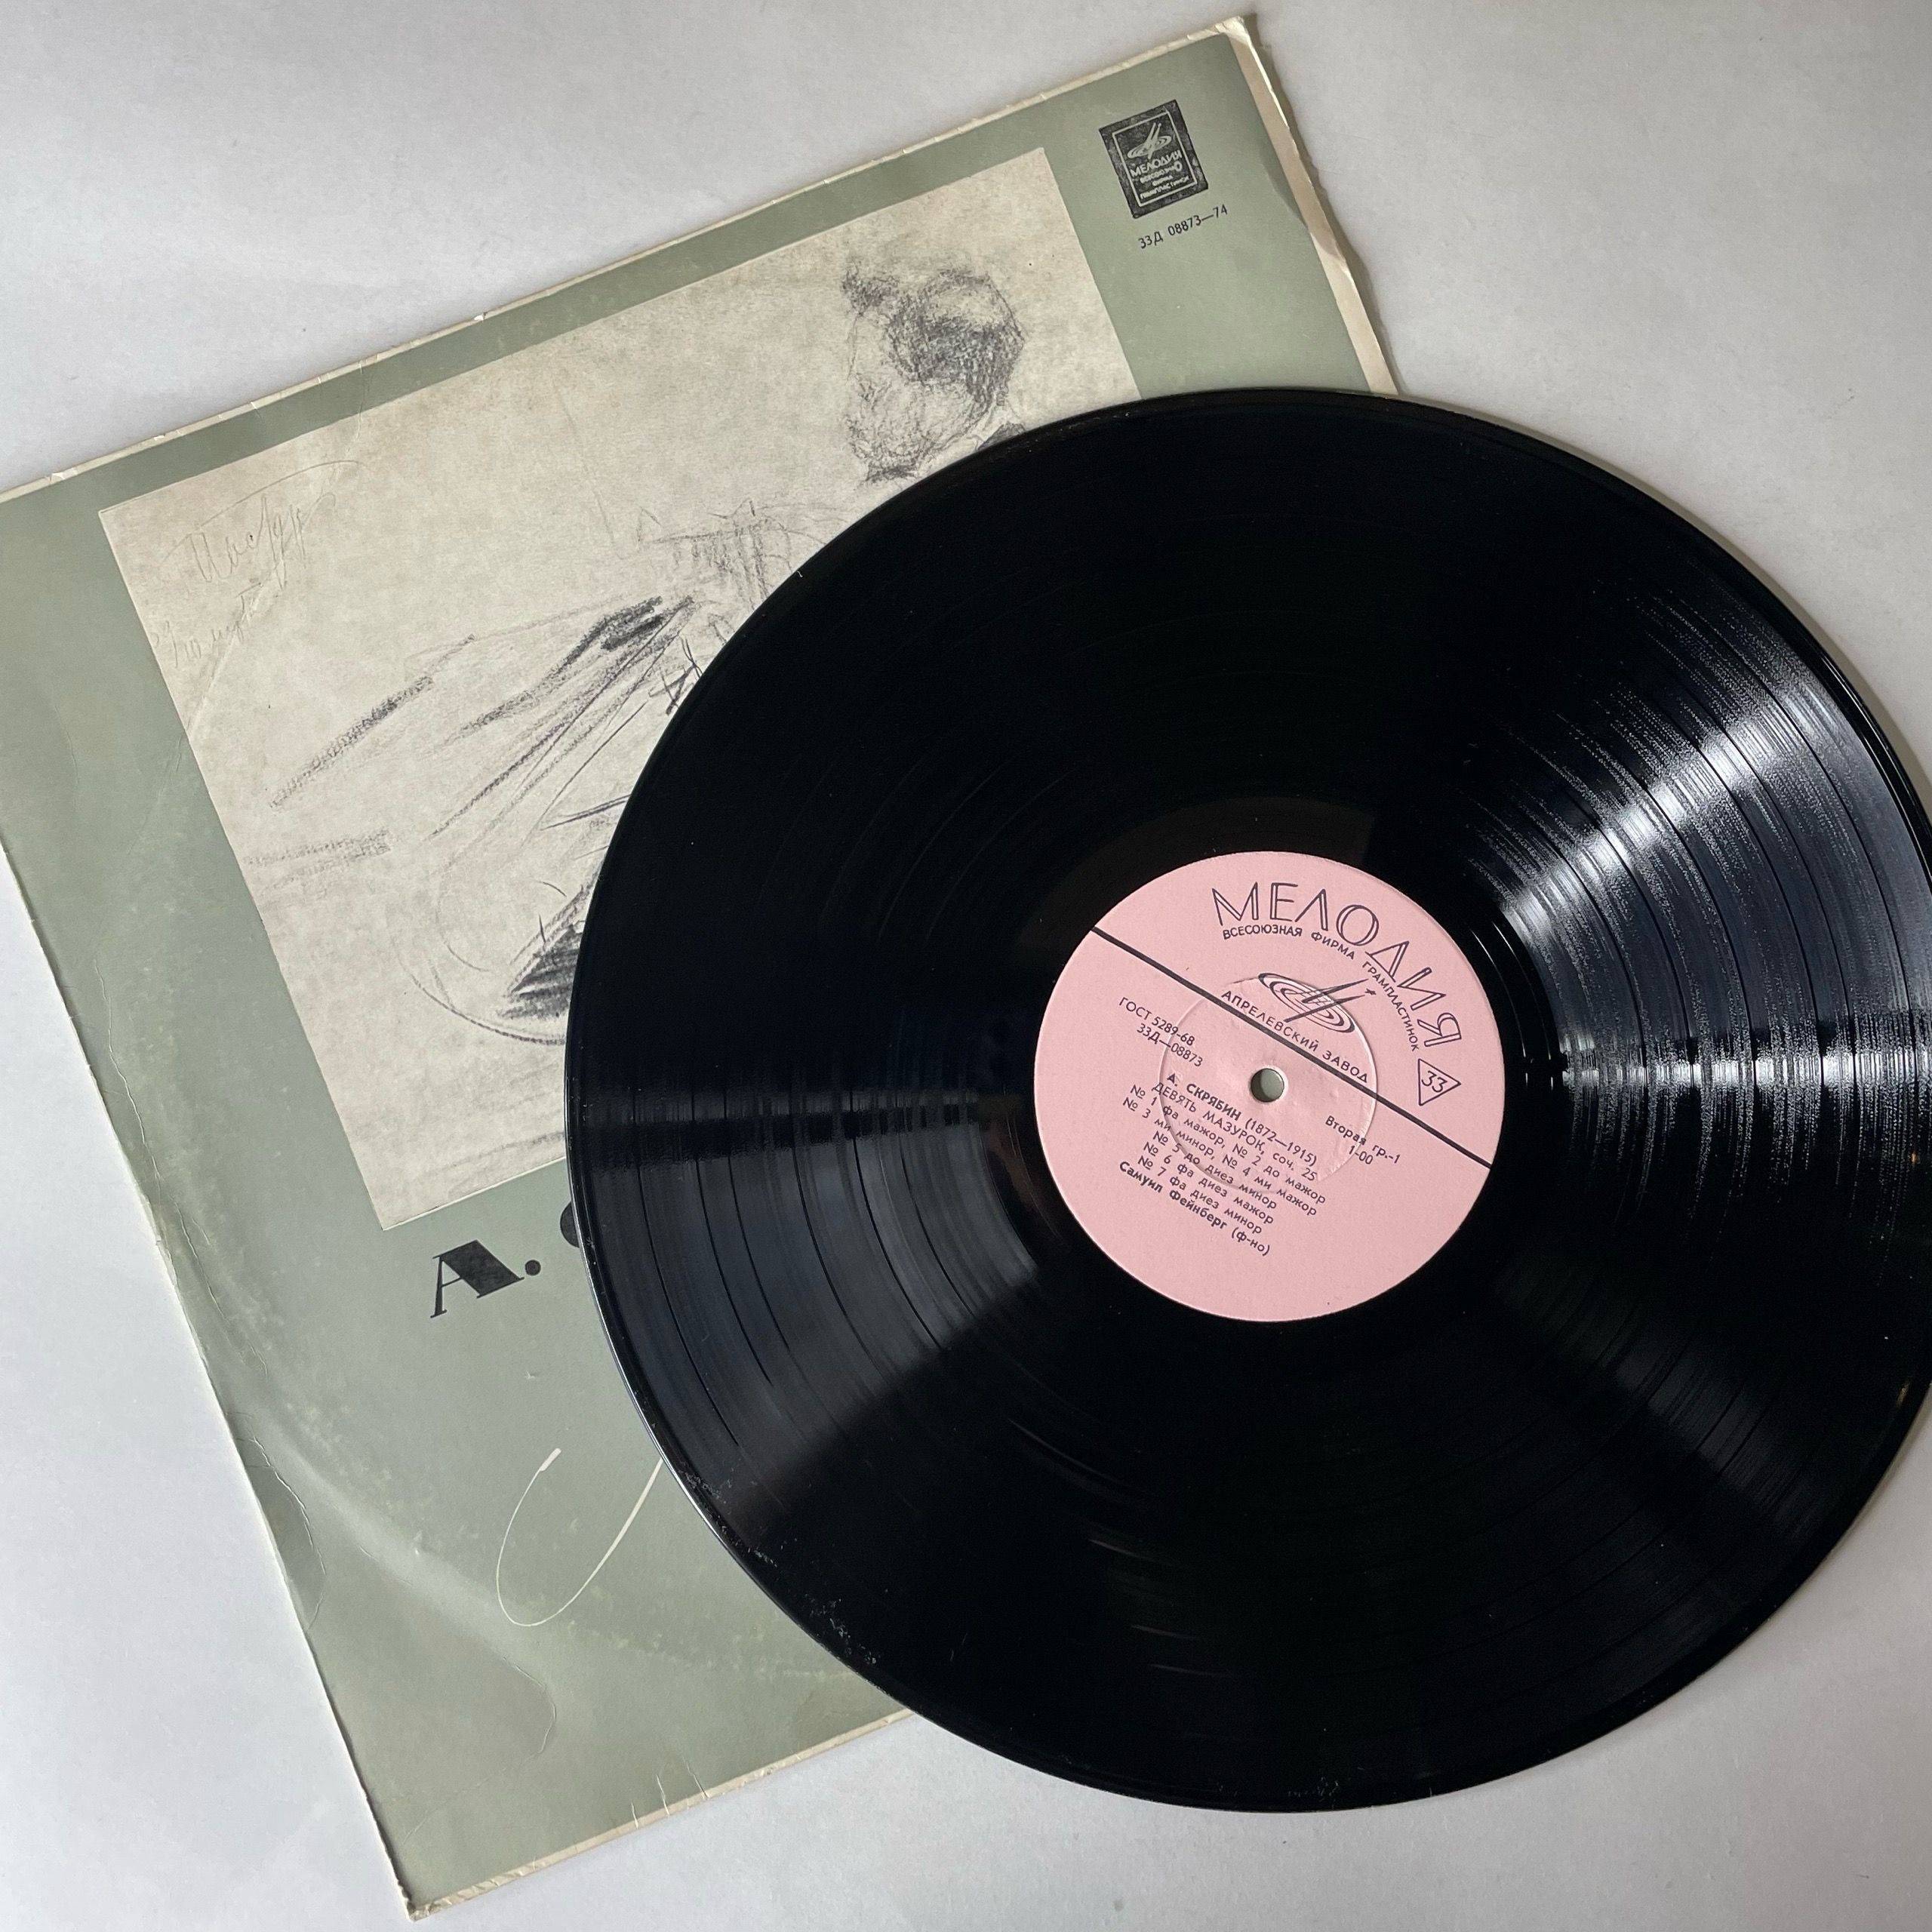 МЕЛОДИЯ
ВСЕСОЮЗНАЯ
ФИРМА
ГРАМПЛАСТИНОК
33Д 08873—74
А.
МЕЛОДИЯ
ВСЕСОЮЗНАЯ ФИРМА ГРАМПЛАСТИНОК
АПРЕЛЕВСКИЙ ЗАВОД
33
ГОСТ 5289-68
33Д—08873
Вторая гр.-1
1-00
А. СКРЯБИН (1872—1915)
ДЕВЯТЬ МАЗУРОК, соч. 25
№ 1 фа мажор, № 2 до мажор
№ 3 ми минор, № 4 ми мажор
№ 5 до диез минор
№ 6 фа диез мажор
№ 7 фа диез минор
Самуил Фейнберг (ф-но)